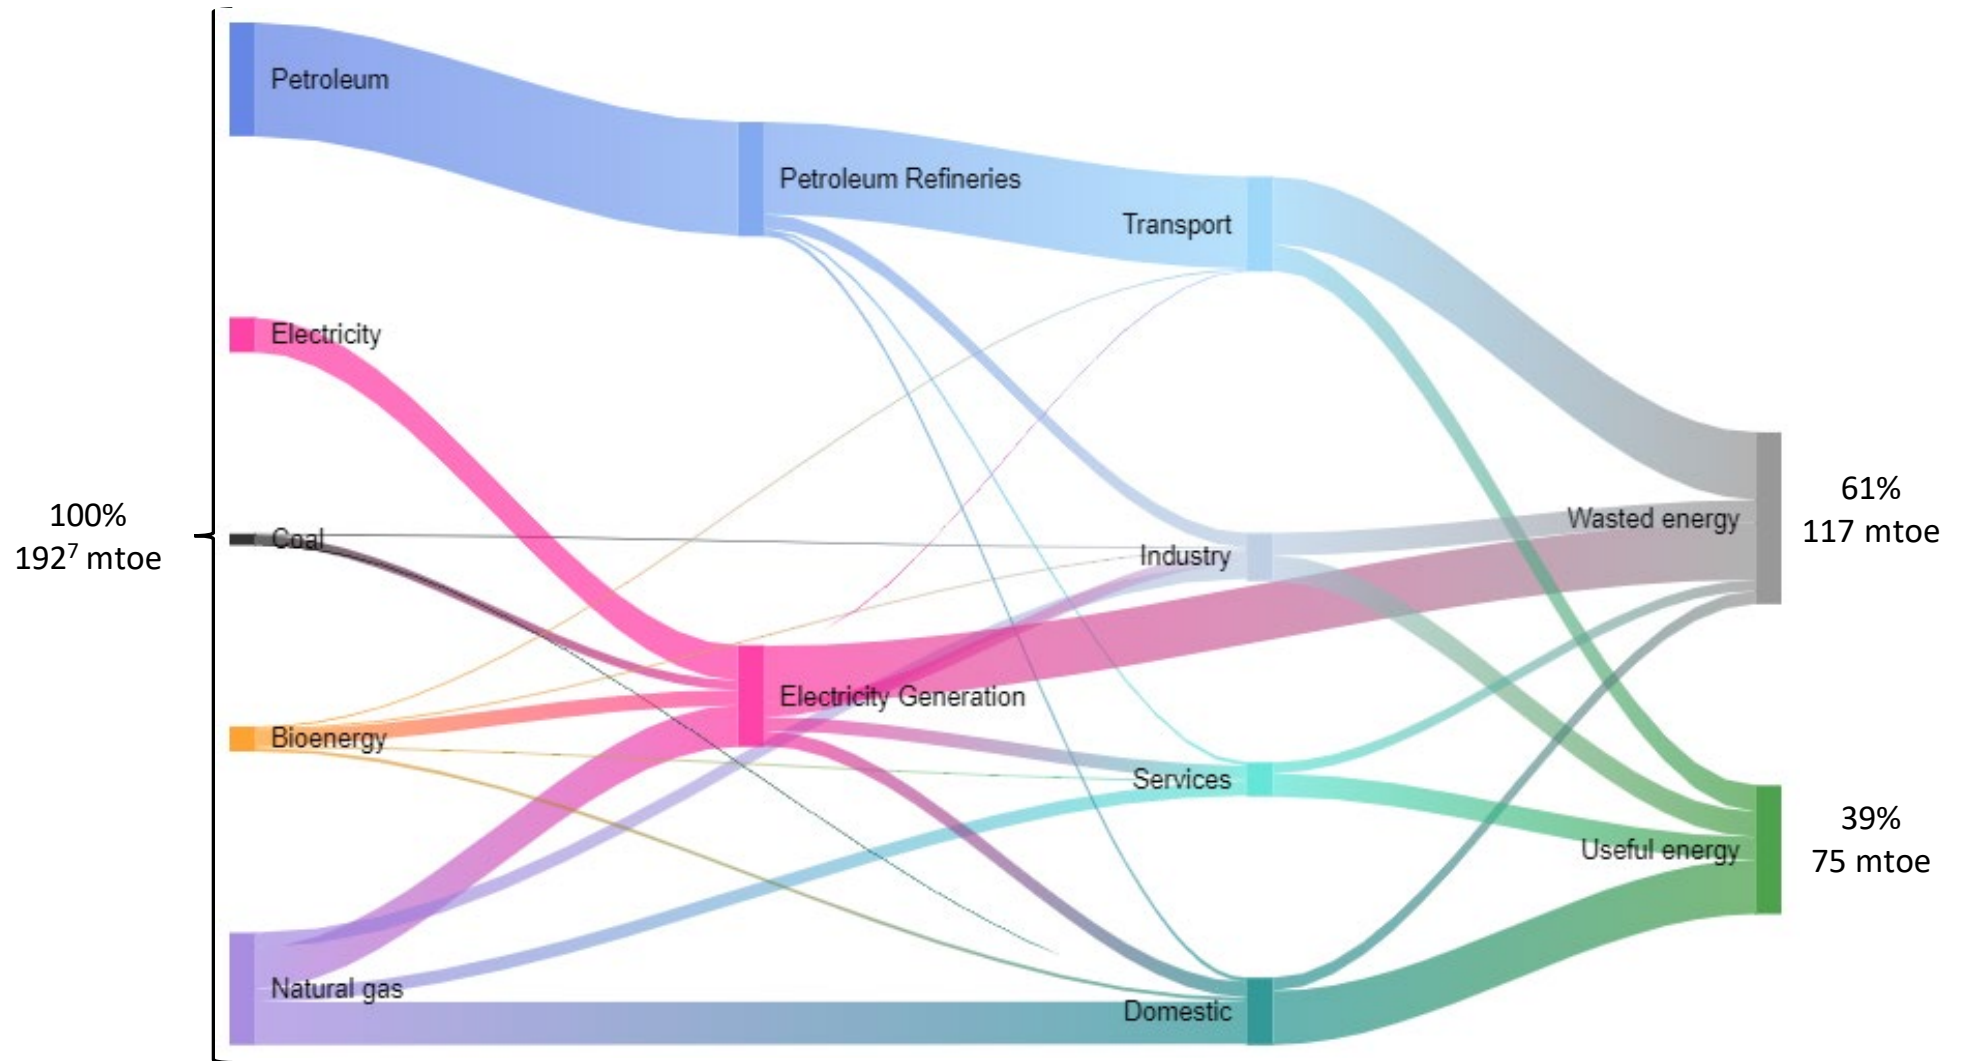 Petroleum
Petroleum Refineries
Transport
Electricity
100%
192⁷ mtoe
Coal
Industry
Wasted energy
61%
117 mtoe
Electricity Generation
Bioenergy
Services
Useful energy
39%
75 mtoe
Natural gas
Domestic